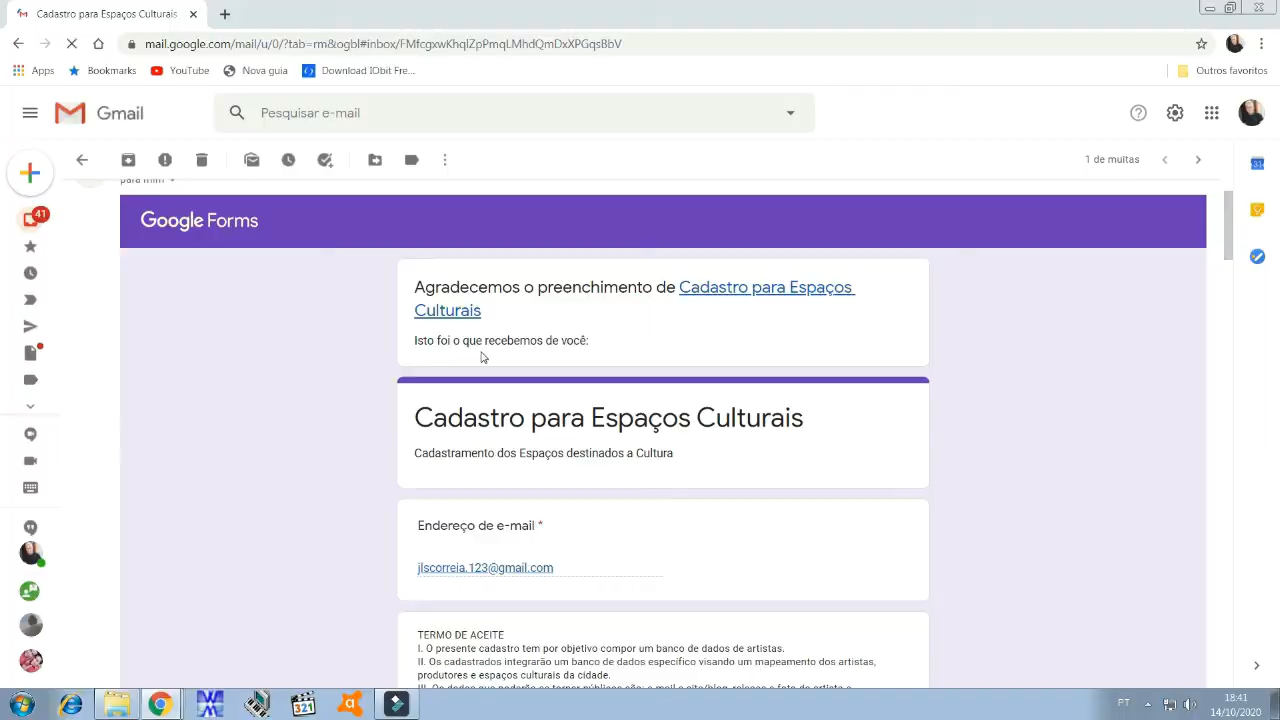 Cadastro para Espaços Culturais
mail.google.com/mail/u/0/?tab=rm&ogbl#inbox/FMfcgxwKhqlZpPmqLMhdQmDxXPGqsBbV
Apps
Bookmarks
YouTube
Nova guia
Download IObit Fre...
Outros favoritos
Gmail
Pesquisar e-mail
1 de muitas
para mim
41
31
Google Forms
Agradecemos o preenchimento de Cadastro para Espaços
Culturais
Isto foi o que recebemos de você:
Cadastro para Espaços Culturais
Cadastramento dos Espaços destinados a Cultura
Endereço de e-mail *
jlscorreia.123@gmail.com
TERMO DE ACEITE
I. O presente cadastro tem por objetivo compor um banco de dados de artistas.
II. Os cadastrados integrarão um banco de dados específico visando um mapeamento dos artistas,
produtores e espaços culturais da cidade.
321
PT
18:41
14/10/2020